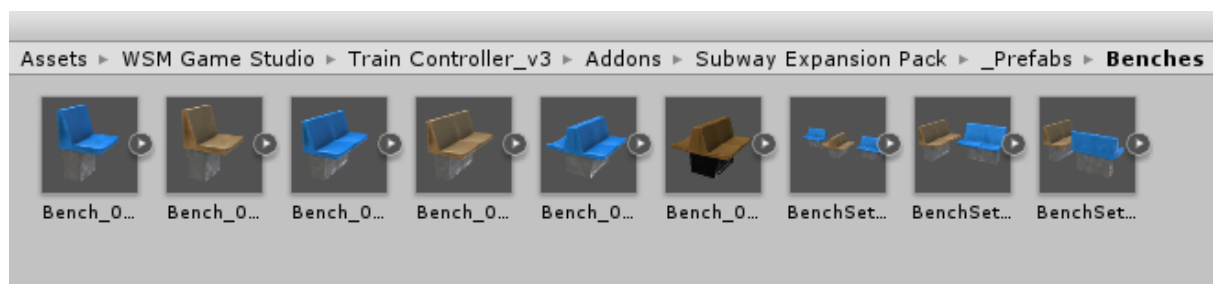 Assets ▸ WSM Game Studio ▸ Train Controller_v3 ▸ Addons ▸ Subway Expansion Pack ▸ _Prefabs ▸ Benches
Bench_0... Bench_0... Bench_0... Bench_0... Bench_0... Bench_0... BenchSet... BenchSet... BenchSet...